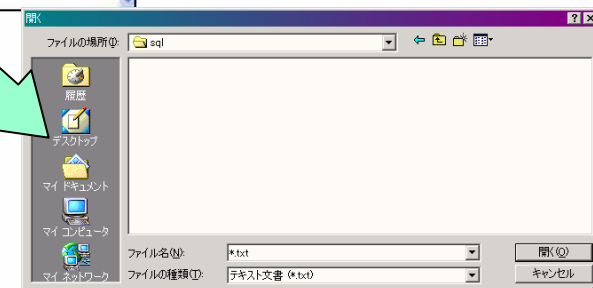 開く
ファイルの場所(I):
sql
履歴
デスクトップ
マイ ドキュメント
マイ コンピュータ
マイ ネットワーク
ファイル名(N):
*.txt
開く(O)
ファイルの種類(T):
テキスト文書 (*.txt)
キャンセル